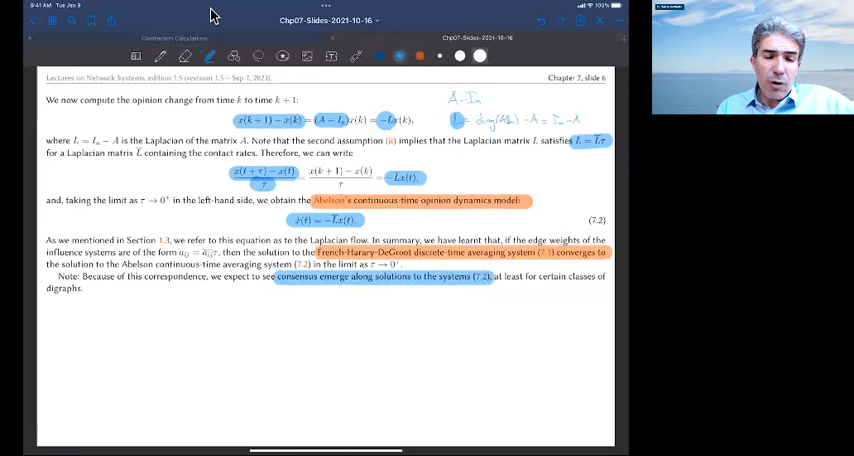 9:41 AM Tue Jan 9
Chp07-Slides-2021-10-16
100%
Contraction Calculations
Chp07-Slides-2021-10-16
Lectures on Network Systems, edition 1.5 (revision 1.5 – Sep 1, 2021).
Chapter 7, slide 6
We now compute the opinion change from time k to time k + 1:
A - Iₙ
x(k + 1) − x(k) = (A − Iₙ)x(k) = −Lx(k),
L = diag(A1ₙ) - A = Iₙ - A
where L = Iₙ − A is the Laplacian of the matrix A. Note that the second assumption (ii) implies that the Laplacian matrix L satisfies L = L̅τ
for a Laplacian matrix L̅ containing the contact rates. Therefore, we can write
x(t + τ) − x(t) / τ = x(k + 1) − x(k) / τ = −L̅x(t),
and, taking the limit as τ → 0⁺ in the left-hand side, we obtain the Abelson's continuous-time opinion dynamics model:
ẋ(t) = −L̅x(t). (7.2)
As we mentioned in Section 1.3, we refer to this equation as to the Laplacian flow. In summary, we have learnt that, if the edge weights of the
influence systems are of the form aᵢⱼ = a̅ᵢⱼτ, then the solution to the French-Harary-DeGroot discrete-time averaging system (7.1) converges to
the solution to the Abelson continuous-time averaging system (7.2) in the limit as τ → 0⁺.
Note: Because of this correspondence, we expect to see consensus emerge along solutions to the systems (7.2), at least for certain classes of
digraphs.